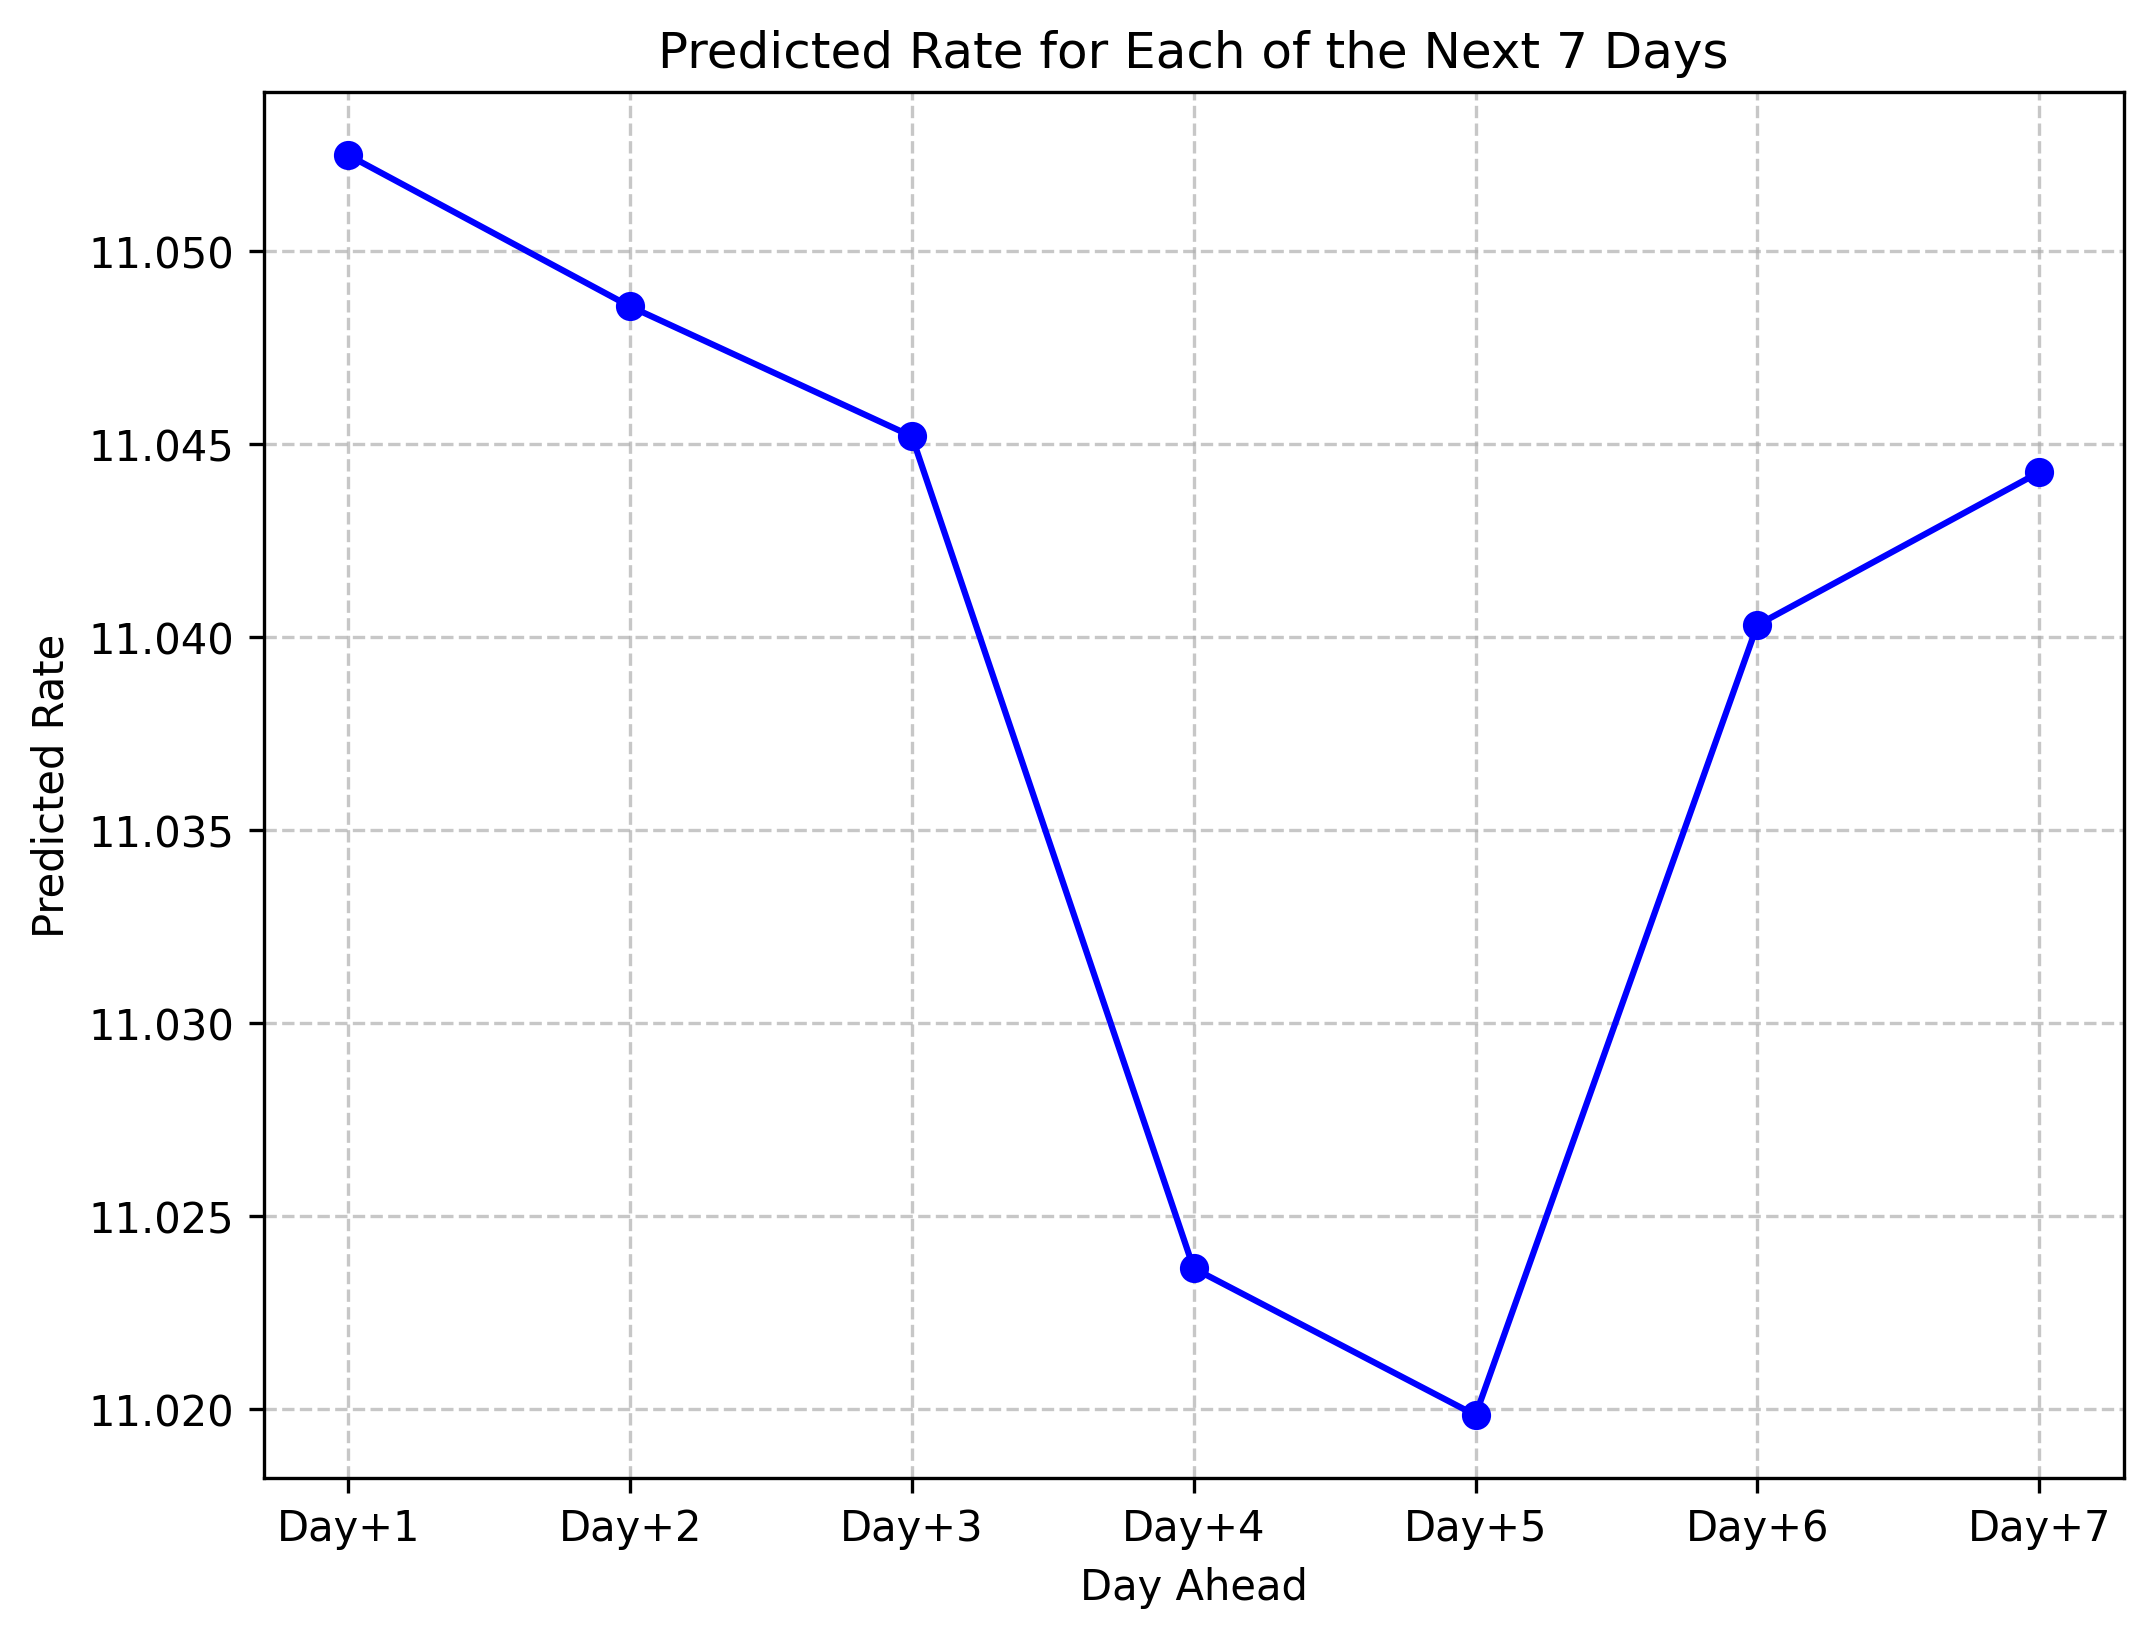 Predicted Rate for Each of the Next 7 Days
Predicted Rate
11.050
11.045
11.040
11.035
11.030
11.025
11.020
Day+1 Day+2 Day+3 Day+4 Day+5 Day+6 Day+7
Day Ahead